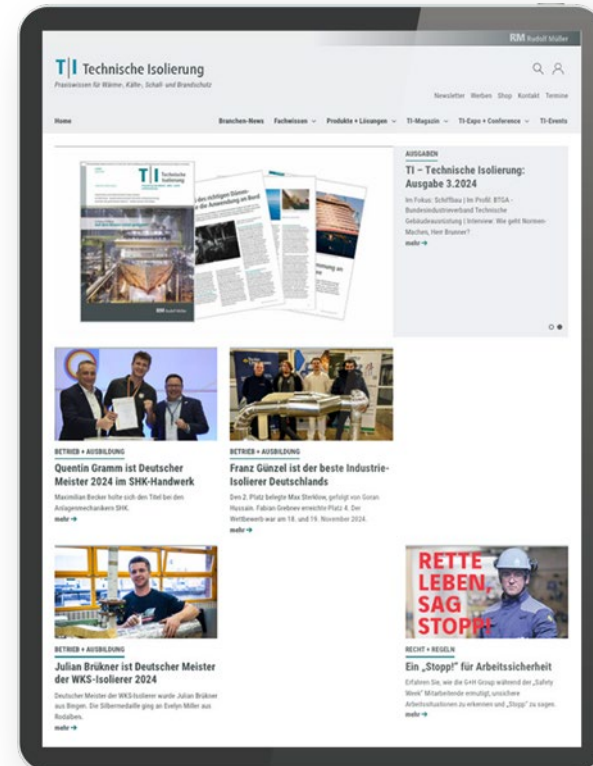 RM Rudolf Müller
T|I Technische Isolierung
Praxiswissen für Wärme-, Kälte-, Schall- und Brandschutz
Newsletter Werben Shop Kontakt Termine
Home Branchen-News Fachwissen Produkte + Lösungen TI-Magazin TI-Expo + Conference TI-Events
T|I Technische
Isolierung
RM Rudolf Müller
AUSGABEN
TI – Technische Isolierung:
Ausgabe 3.2024
Im Fokus: Schiffbau | Im Profil: BTGA -
Bundesindustrieverband Technische
Gebäudeausrüstung | Interview: Wie geht Normen-
Machen, Herr Brunner?
mehr →
BETRIEB + AUSBILDUNG
Quentin Gramm ist Deutscher
Meister 2024 im SHK-Handwerk
Maximilian Becker holte sich den Titel bei den
Anlagenmechanikern SHK.
mehr →
BETRIEB + AUSBILDUNG
Franz Günzel ist der beste Industrie-
Isolierer Deutschlands
Den 2. Platz belegte Max Sterklow, gefolgt von Goran
Hussain. Fabian Grebnev erreichte Platz 4. Der
Wettbewerb war am 18. und 19. November 2024.
mehr →
BETRIEB + AUSBILDUNG
Julian Brükner ist Deutscher Meister
der WKS-Isolierer 2024
Deutscher Meister der WKS-Isolierer wurde Julian Brükner
aus Biegen. Die Silbermedaille ging an Evelyn Miller aus
Rodalben.
mehr →
RETTE
LEBEN,
SAG
STOPP!
RECHT + REGELN
Ein „Stopp!“ für Arbeitssicherheit
Erfahren Sie, wie die G+H Group während der „Safety
Week“ Mitarbeitende ermutigt, unsichere
Arbeitssituationen zu erkennen und „Stopp“ zu sagen.
mehr →